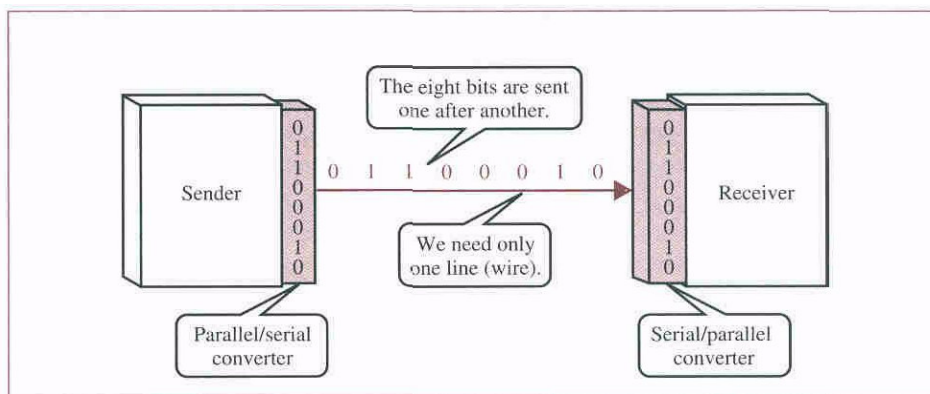 The eight bits are sent
one after another.
Sender
0
1
1
0
0
0
1
0
0 1 1 0 0 0 1 0
0
1
1
0
0
0
1
0
Receiver
We need only
one line (wire).
Parallel/serial
converter
Serial/parallel
converter